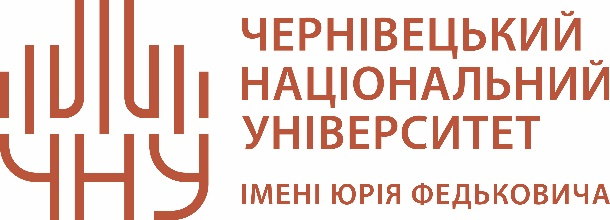 ЧЕРНІВЕЦЬКИЙ
НАЦІОНАЛЬНИЙ
УНІВЕРСИТЕТ
ІМЕНІ ЮРІЯ ФЕДЬКОВИЧА
ЧНУ